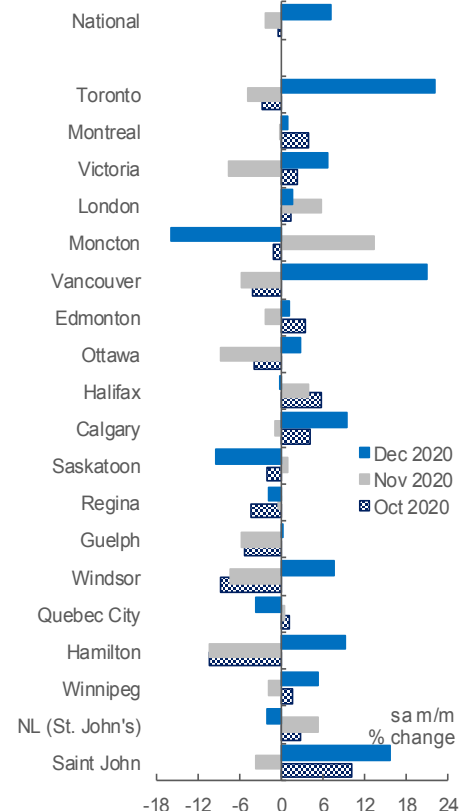 National
Toronto
Montreal
Victoria
London
Moncton
Vancouver
Edmonton
Ottawa
Halifax
Calgary
Saskatoon
Regina
Guelph
Windsor
Quebec City
Hamilton
Winnipeg
NL (St. John's)
Saint John
Dec 2020
Nov 2020
Oct 2020
sa m/m
% change
-18 -12 -6 0 6 12 18 24